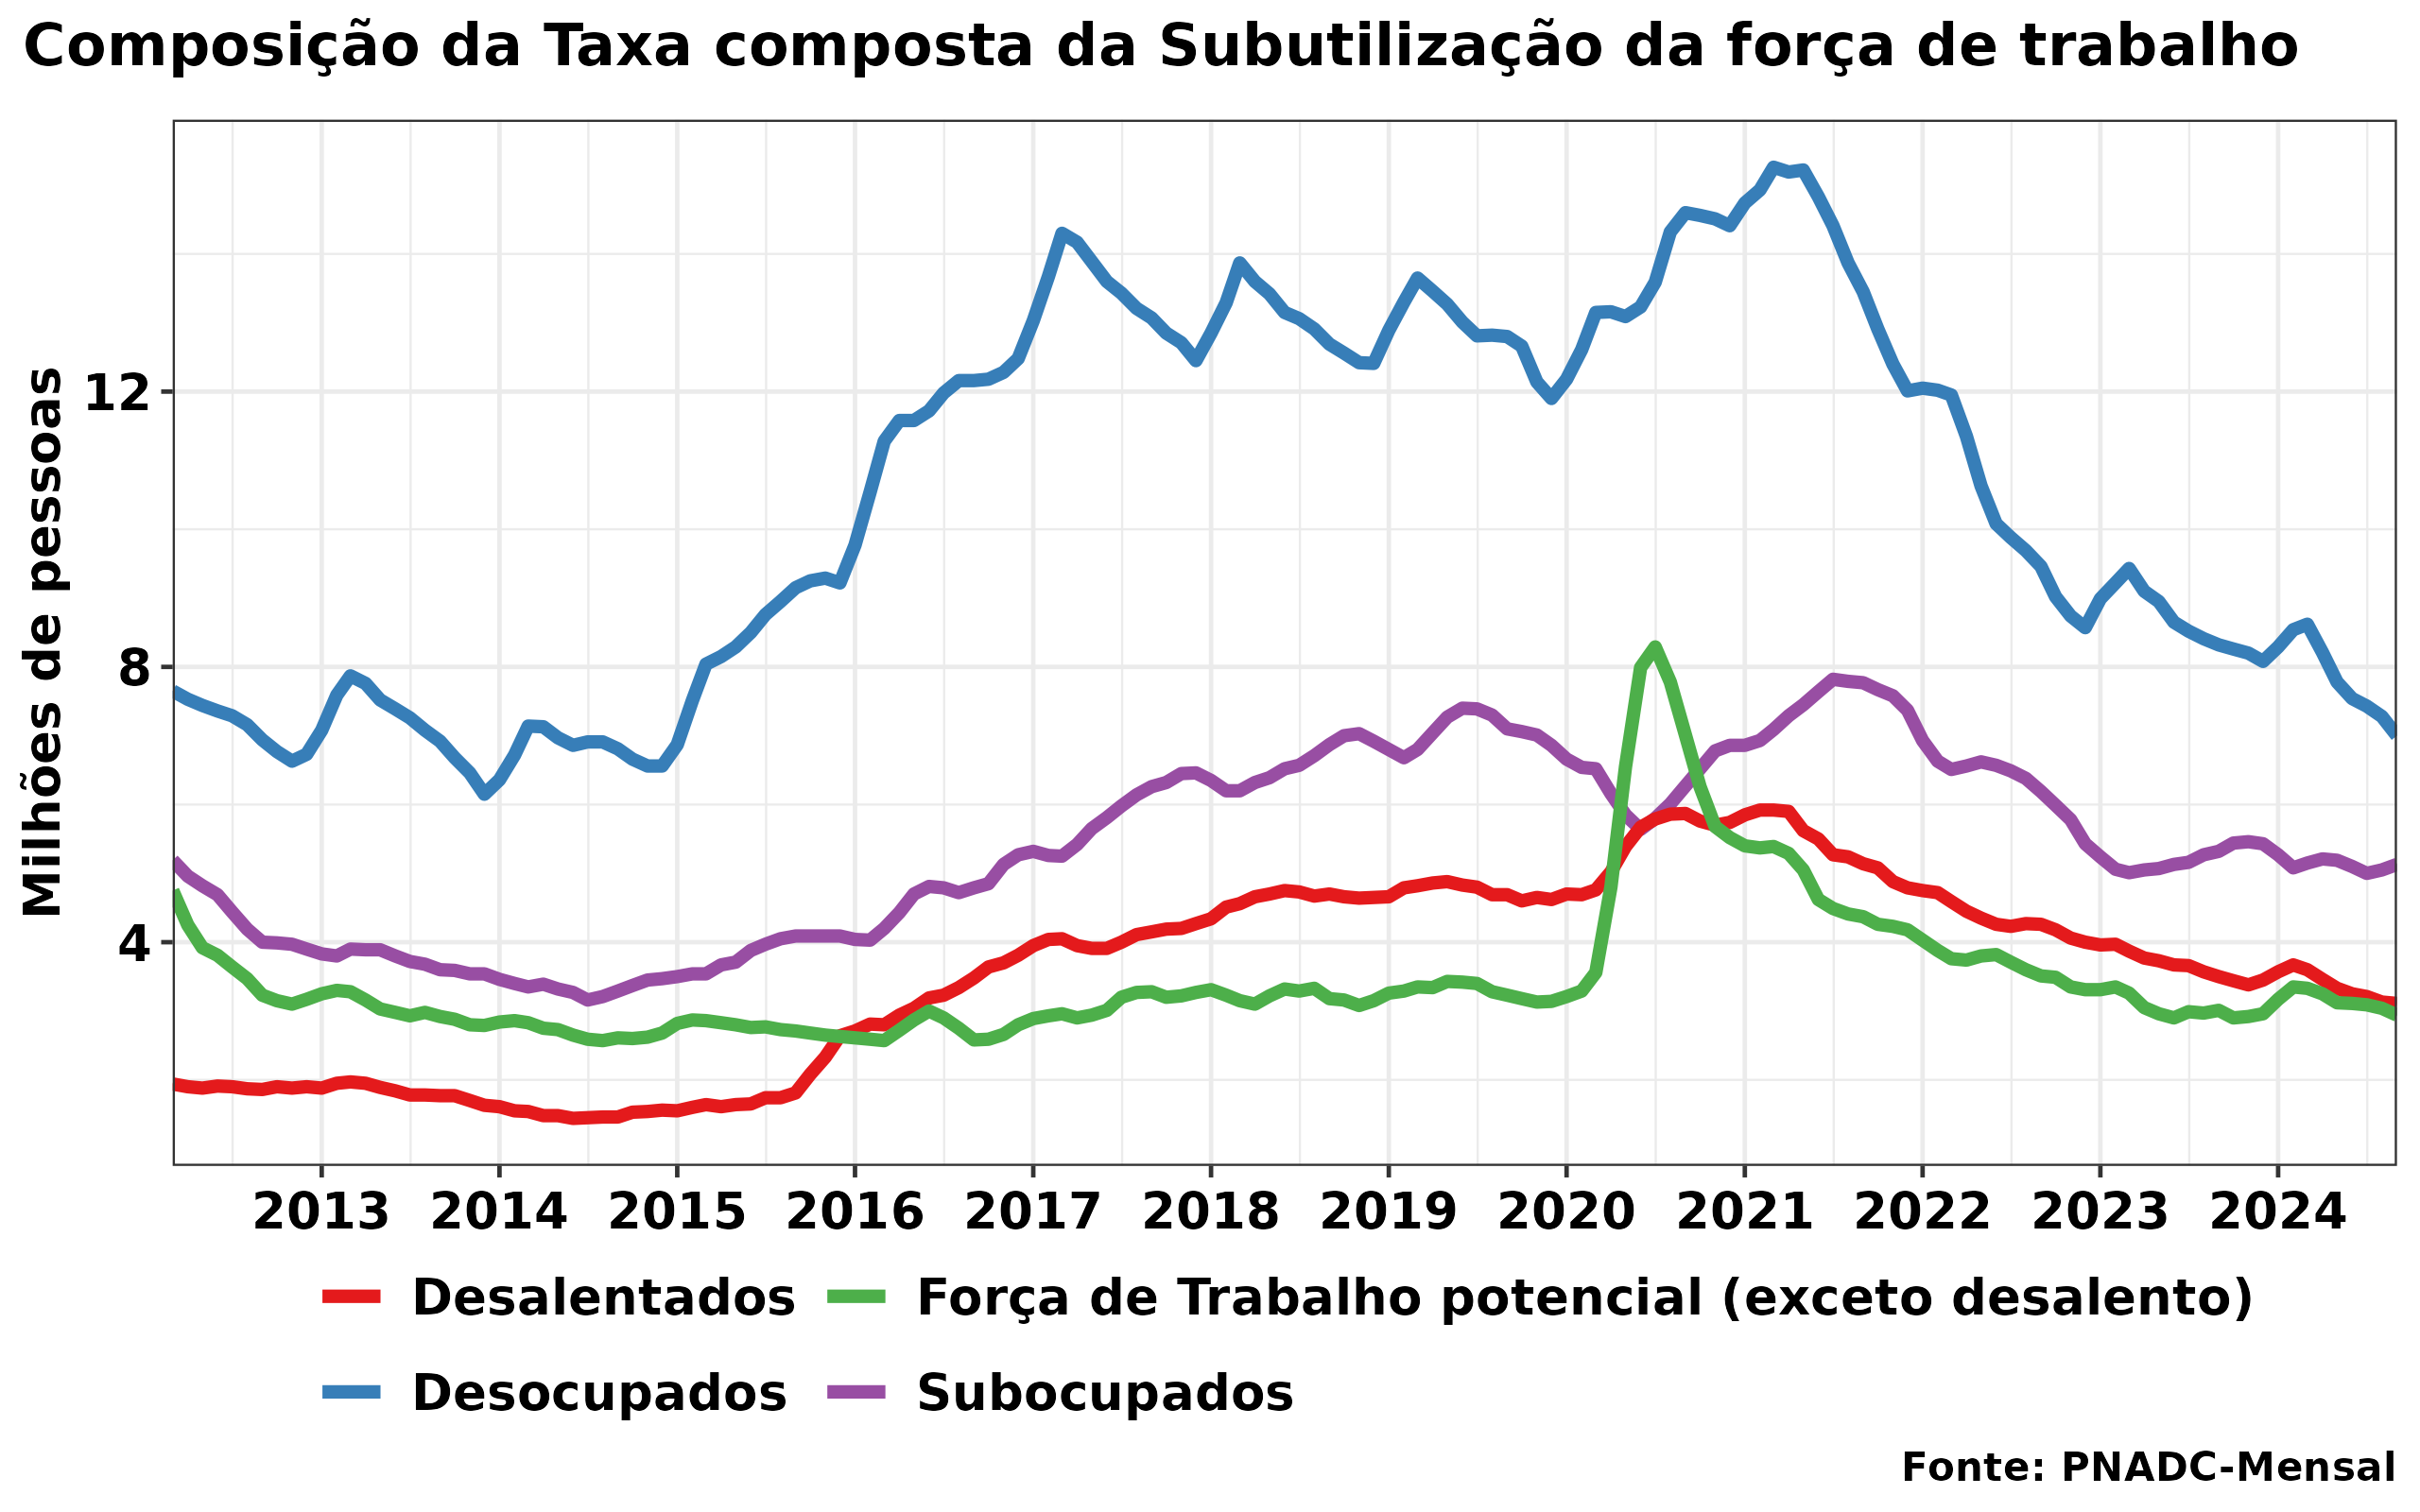 Composição da Taxa composta da Subutilização da força de trabalho
Milhões de pessoas
12
8
4
2013 2014 2015 2016 2017 2018 2019 2020 2021 2022 2023 2024
Desalentados Força de Trabalho potencial (exceto desalento)
Desocupados Subocupados
Fonte: PNADC-Mensal